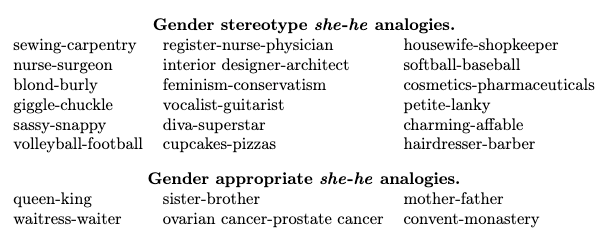 Gender stereotype she-he analogies.
sewing-carpentry register-nurse-physician housewife-shopkeeper
nurse-surgeon interior designer-architect softball-baseball
blond-burly feminism-conservatism cosmetics-pharmaceuticals
giggle-chuckle vocalist-guitarist petite-lanky
sassy-snappy diva-superstar charming-affable
volleyball-football cupcakes-pizzas hairdresser-barber
Gender appropriate she-he analogies.
queen-king sister-brother mother-father
waitress-waiter ovarian cancer-prostate cancer convent-monastery